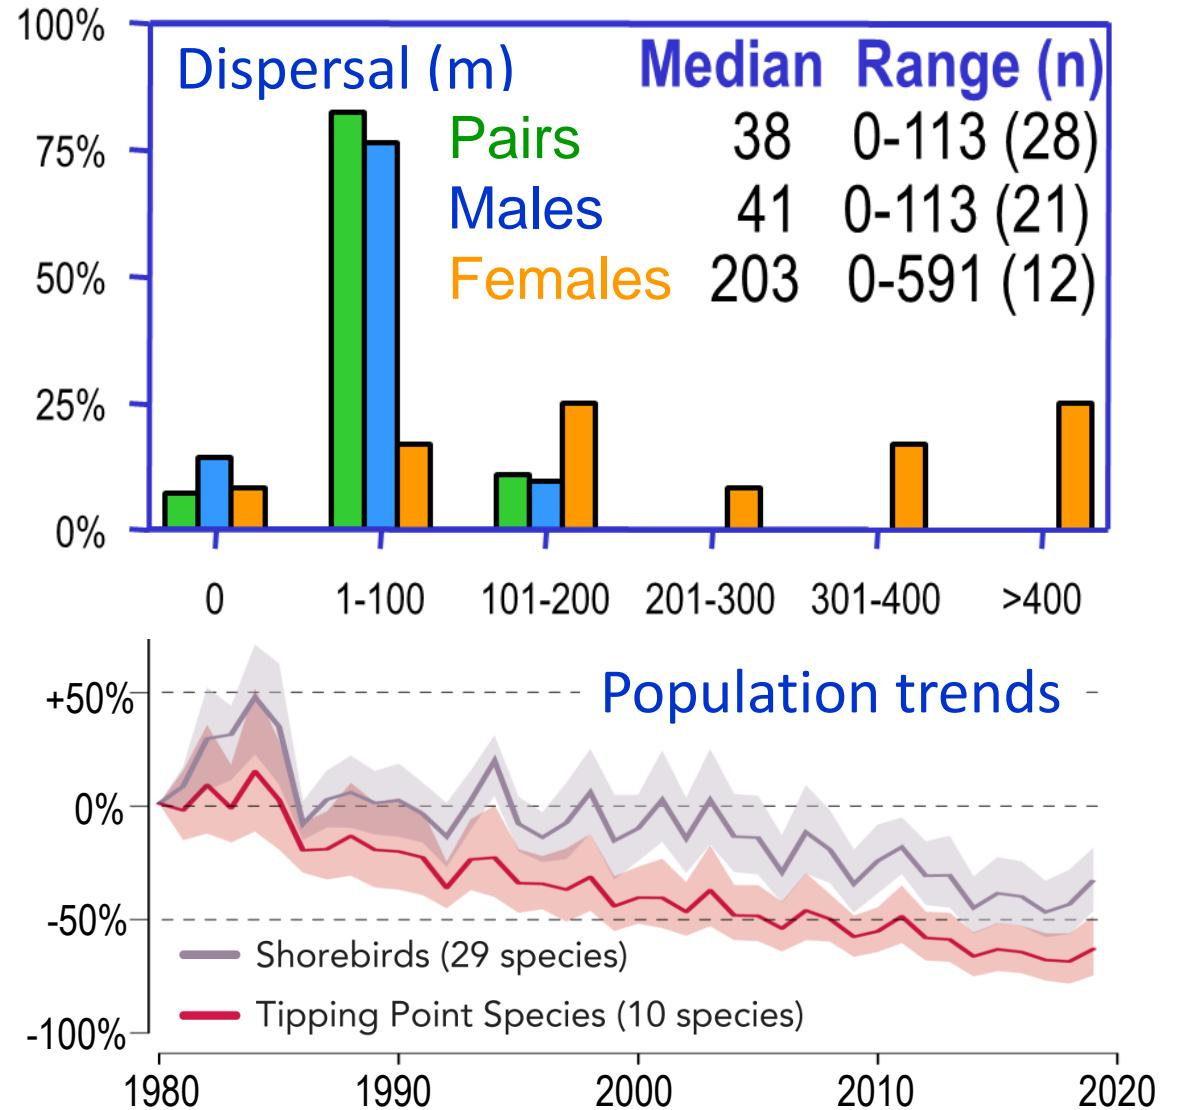 100%
Dispersal (m) Median Range (n)
Pairs 38 0-113 (28)
75%
Males 41 0-113 (21)
50%
Females 203 0-591 (12)
25%
0%
0 1-100 101-200 201-300 301-400 >400
+50%
Population trends
0%
-50%
Shorebirds (29 species)
Tipping Point Species (10 species)
-100%
1980 1990 2000 2010 2020